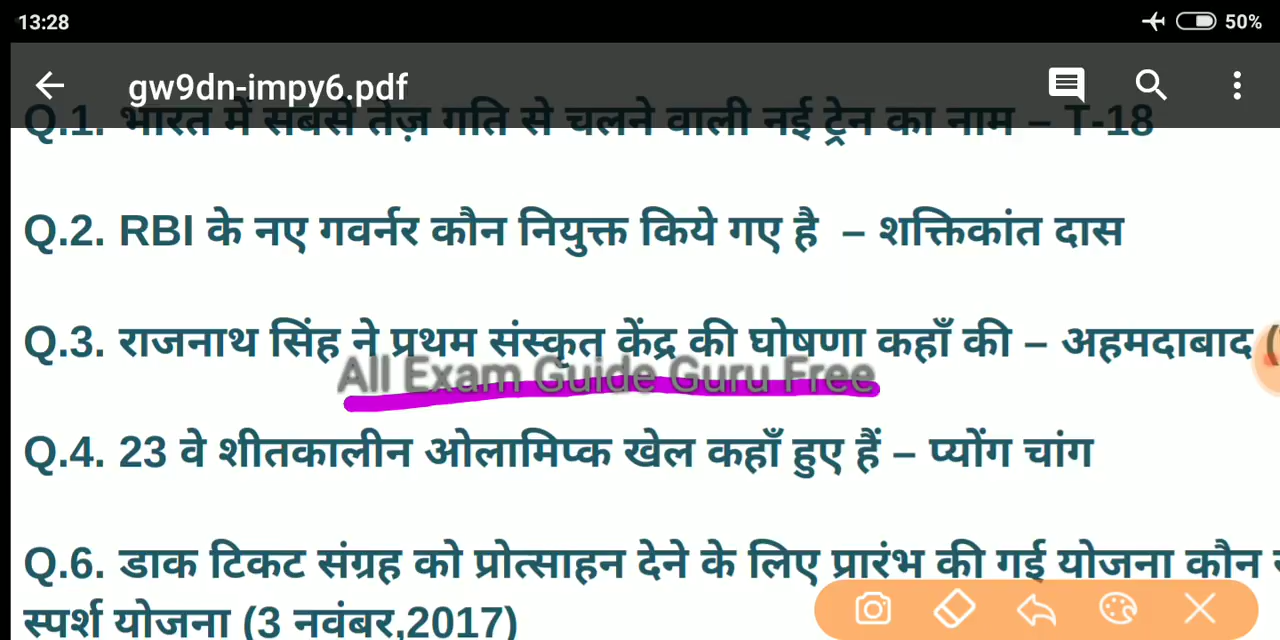 13:28
50%
gw9dn-impy6.pdf
Q.1. भारत में सबसे तेज़ गति से चलने वाली नई ट्रेन का नाम – T-18
Q.2. RBI के नए गवर्नर कौन नियुक्त किये गए है – शक्तिकांत दास
Q.3. राजनाथ सिंह ने प्रथम संस्कृत केंद्र की घोषणा कहाँ की – अहमदाबाद
All Exam Guide Guru Free
Q.4. 23 वे शीतकालीन ओलामिप्क खेल कहाँ हुए हैं – प्योंग चांग
Q.6. डाक टिकट संग्रह को प्रोत्साहन देने के लिए प्रारंभ की गई योजना कौन
स्पर्श योजना (3 नवंबर,2017)